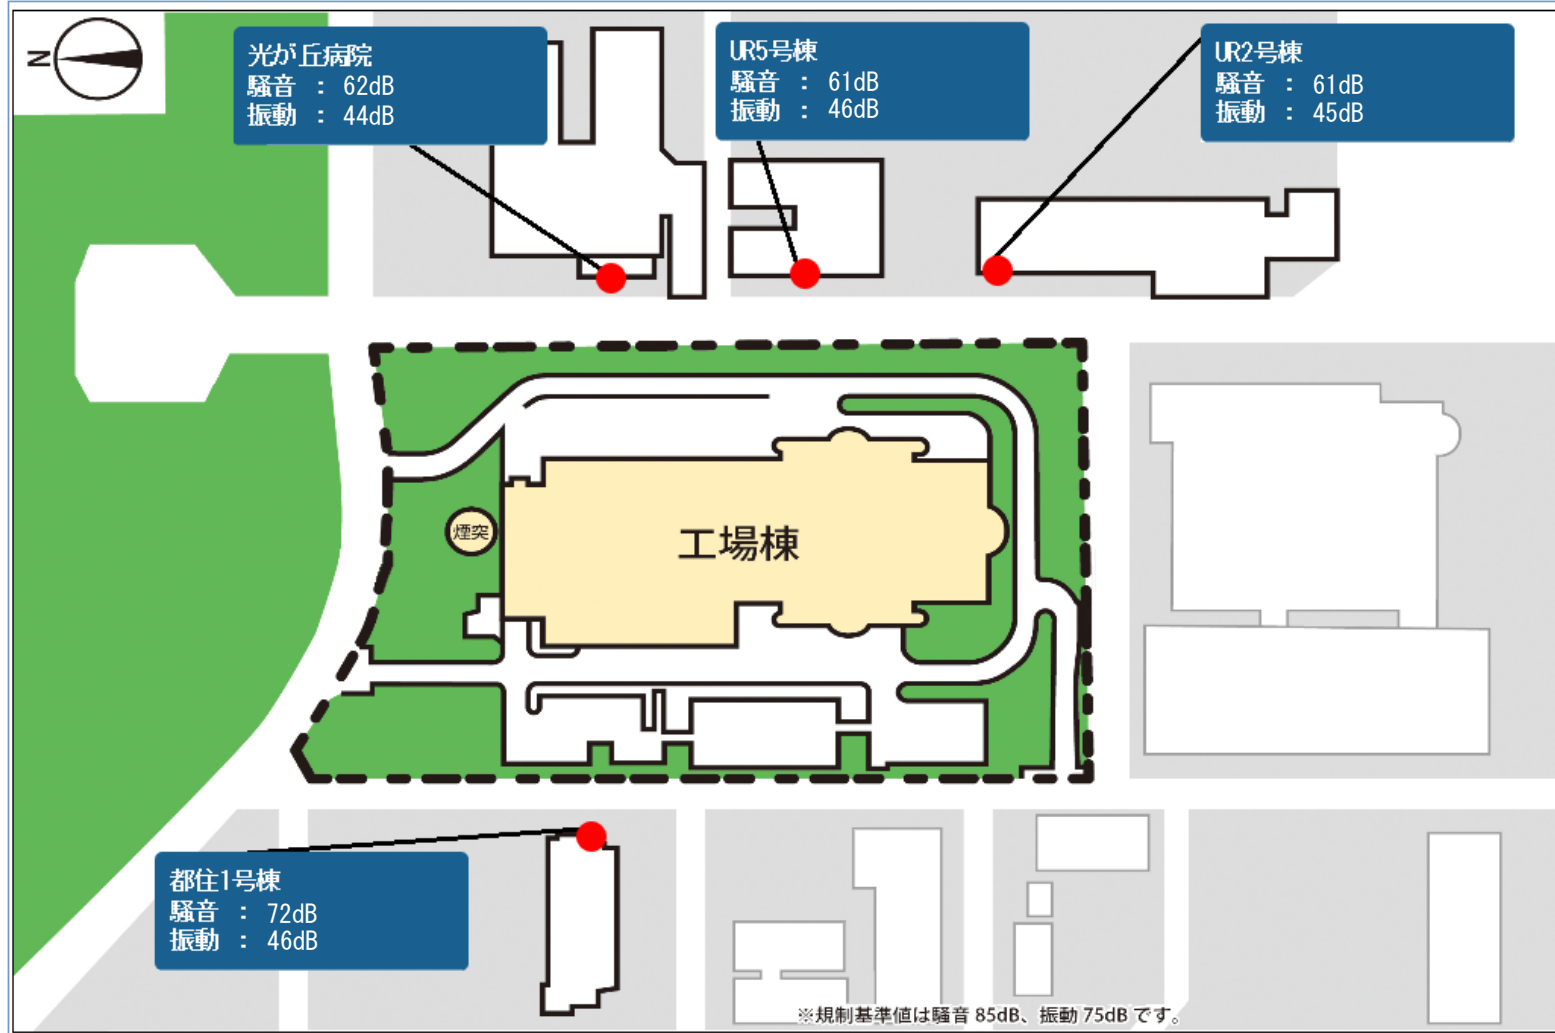 N
光が丘病院
騒音 ： 62dB
振動 ： 44dB
UR5号棟
騒音 ： 61dB
振動 ： 46dB
UR2号棟
騒音 ： 61dB
振動 ： 45dB
煙突
工場棟
都住1号棟
騒音 ： 72dB
振動 ： 46dB
※規制基準値は騒音 85dB、振動 75dB です。